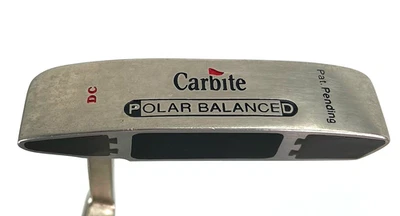 DC
Carbite
POLAR BALANCED
Pat. Pending